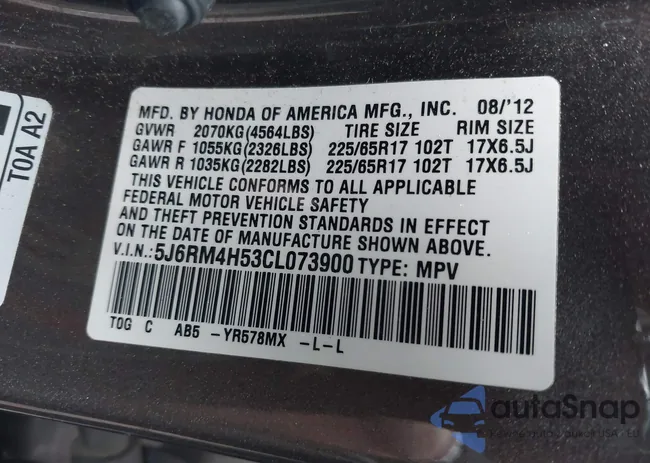 MFD. BY HONDA OF AMERICA MFG., INC. 08/'12
GVWR 2070KG(4564LBS) TIRE SIZE RIM SIZE
GAWR F 1055KG(2326LBS) 225/65R17 102T 17X6.5J
GAWR R 1035KG(2282LBS) 225/65R17 102T 17X6.5J
THIS VEHICLE CONFORMS TO ALL APPLICABLE
FEDERAL MOTOR VEHICLE SAFETY
AND THEFT PREVENTION STANDARDS IN EFFECT
ON THE DATE OF MANUFACTURE SHOWN ABOVE.
V.I.N.: 5J6RM4H53CL073900 TYPE: MPV
T0G C AB5 -YR578MX -L-L
T0A A2
autoSnap